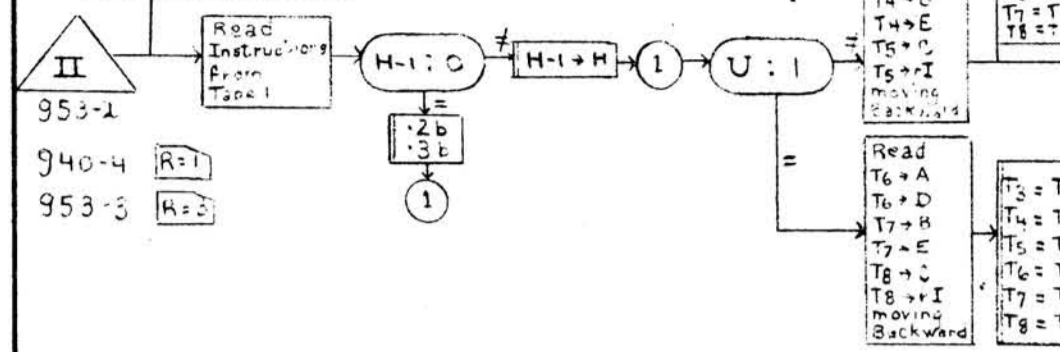 II
953-2
940-4 R=1
953-3 R=3
Read
Instructions
from
Tape 1
H-1 : 0
=
·2b
·3b
1
≠
H-1→H
1
U : 1
≠
T4→E
T5→C
T5→rI
moving
Backward
T7 = T
T8 = T
=
Read
T6→A
T6→D
T7→B
T7→E
T8→C
T8→rI
moving
Backward
T3 = T
T4 = T
T5 = T
T6 = T
T7 = T
T8 = T